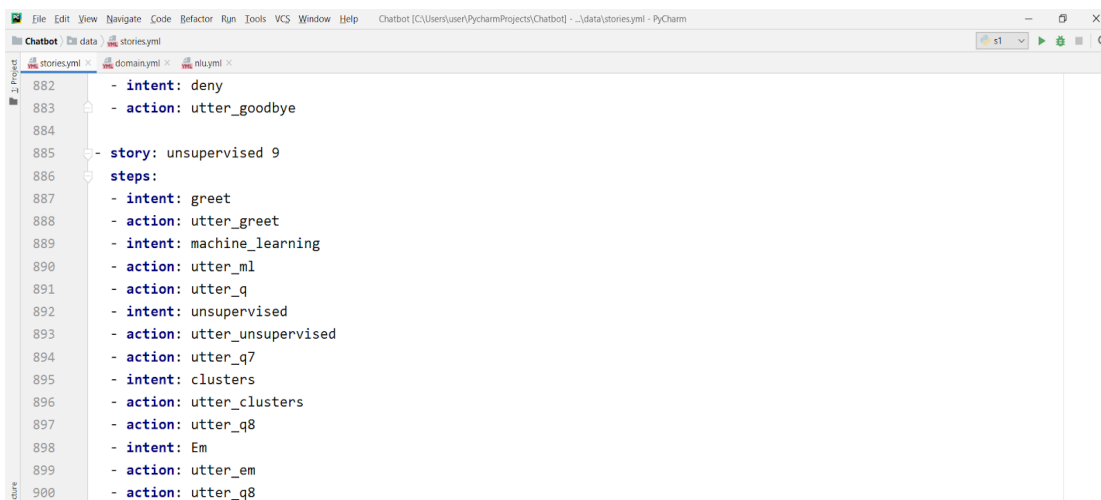 File Edit View Navigate Code Refactor Run Tools VCS Window Help Chatbot [C:\Users\user\PycharmProjects\Chatbot] - ...\data\stories.yml - PyCharm
Chatbot data stories.yml s1
stories.yml domain.yml nlu.yml
1: Project
882 - intent: deny
883 - action: utter_goodbye
884
885 - story: unsupervised 9
886 steps:
887 - intent: greet
888 - action: utter_greet
889 - intent: machine_learning
890 - action: utter_ml
891 - action: utter_q
892 - intent: unsupervised
893 - action: utter_unsupervised
894 - action: utter_q7
895 - intent: clusters
896 - action: utter_clusters
897 - action: utter_q8
898 - intent: Em
899 - action: utter_em
900 - action: utter_q8